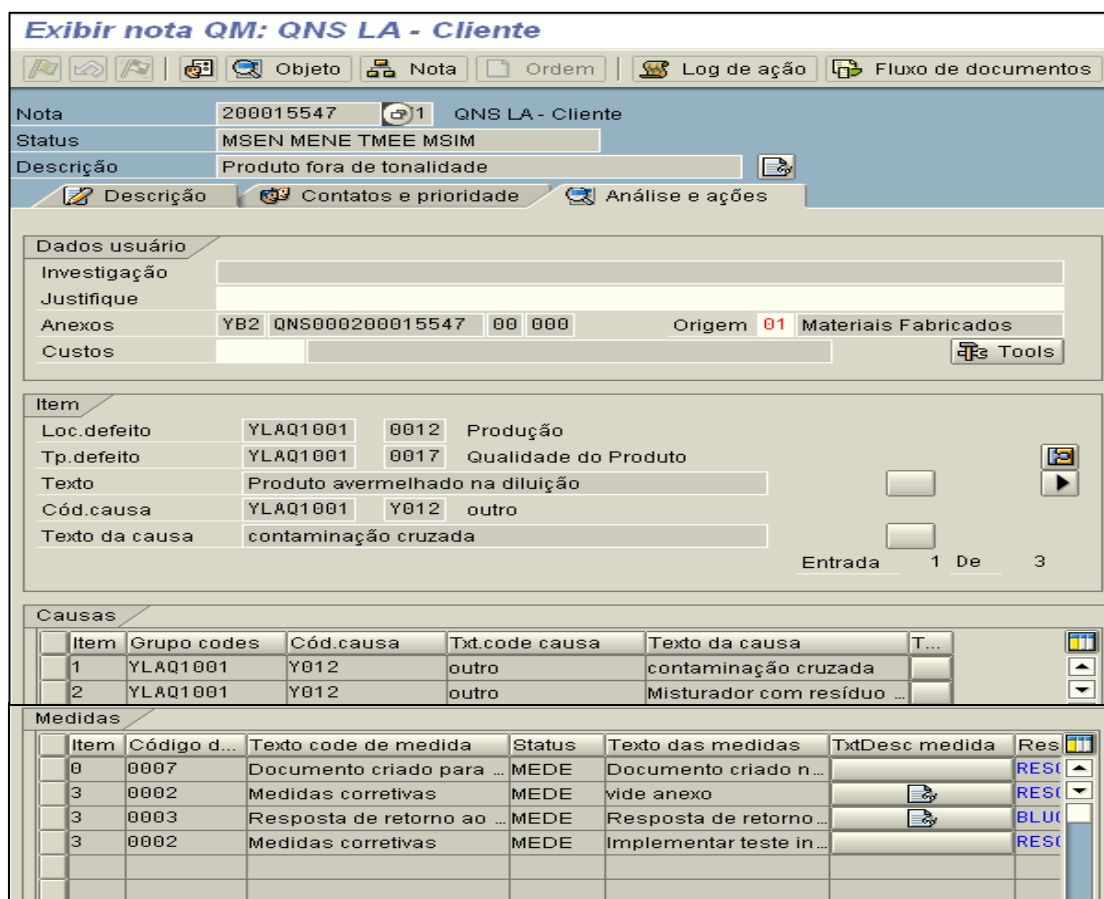 Exibir nota QM: QNS LA - Cliente
Objeto Nota Ordem Log de ação Fluxo de documentos
Nota 200015547 1 QNS LA - Cliente
Status MSEN MENE TMEE MSIM
Descrição Produto fora de tonalidade
Descrição Contatos e prioridade Análise e ações
Dados usuário
Investigação
Justifique
Anexos YB2 QNS000200015547 00 000 Origem 01 Materiais Fabricados
Custos Tools
Item
Loc.defeito YLAQ1001 0012 Produção
Tp.defeito YLAQ1001 0017 Qualidade do Produto
Texto Produto avermelhado na diluição
Cód.causa YLAQ1001 Y012 outro
Texto da causa contaminação cruzada
Entrada 1 De 3
Causas
Item Grupo codes Cód.causa Txt.code causa Texto da causa T...
1 YLAQ1001 Y012 outro contaminação cruzada
2 YLAQ1001 Y012 outro Misturador com resíduo ...
Medidas
Item Código d... Texto code de medida Status Texto das medidas TxtDesc medida Res
0 0007 Documento criado para ... MEDE Documento criado n...
3 0002 Medidas corretivas MEDE vide anexo
3 0003 Resposta de retorno ao ... MEDE Resposta de retorno...
3 0002 Medidas corretivas MEDE Implementar teste in...